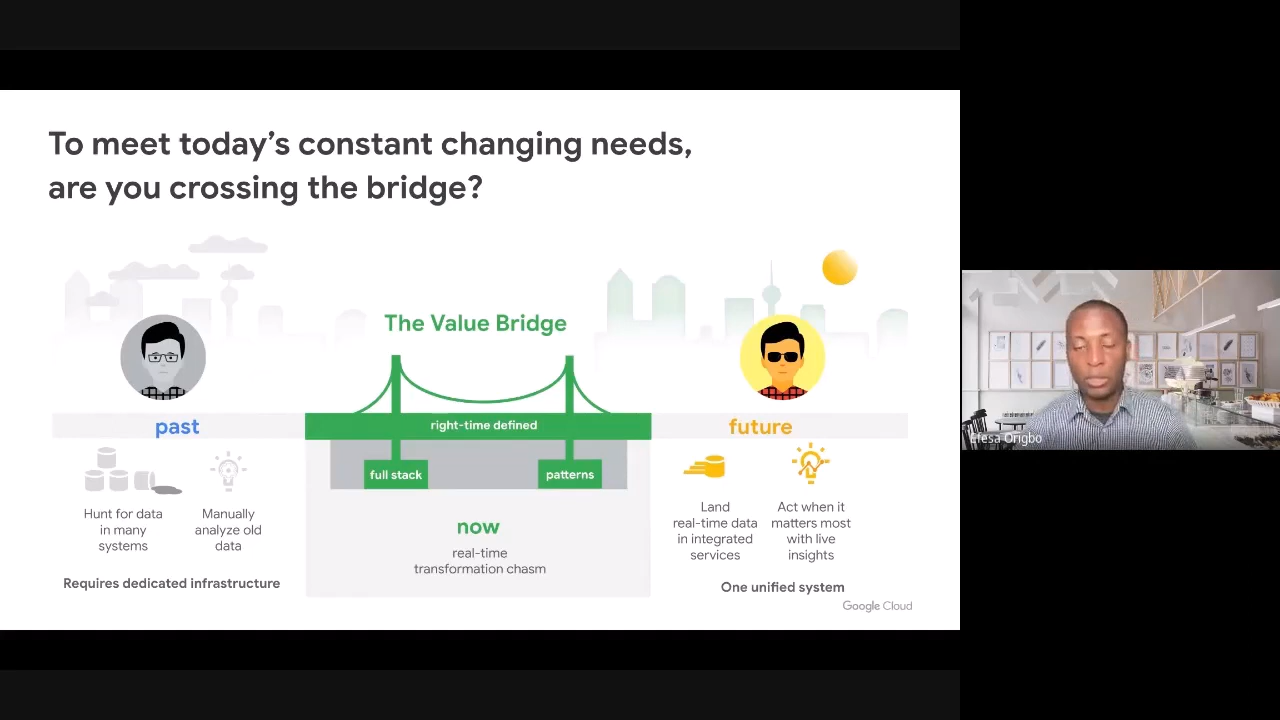 To meet today's constant changing needs,
are you crossing the bridge?
The Value Bridge
past
right-time defined
future
full stack
patterns
Hunt for data
in many
systems
Manually
analyze old
data
Requires dedicated infrastructure
now
real-time
transformation chasm
Land
real-time data
in integrated
services
Act when it
matters most
with live
insights
One unified system
Google Cloud
Efesa Origbo